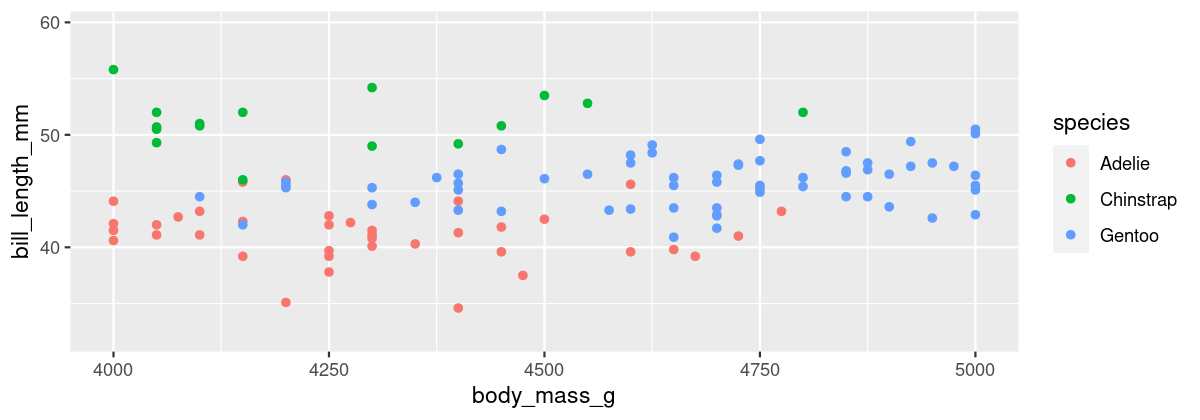 60
50
40
bill_length_mm
4000 4250 4500 4750 5000
body_mass_g
species
Adelie
Chinstrap
Gentoo